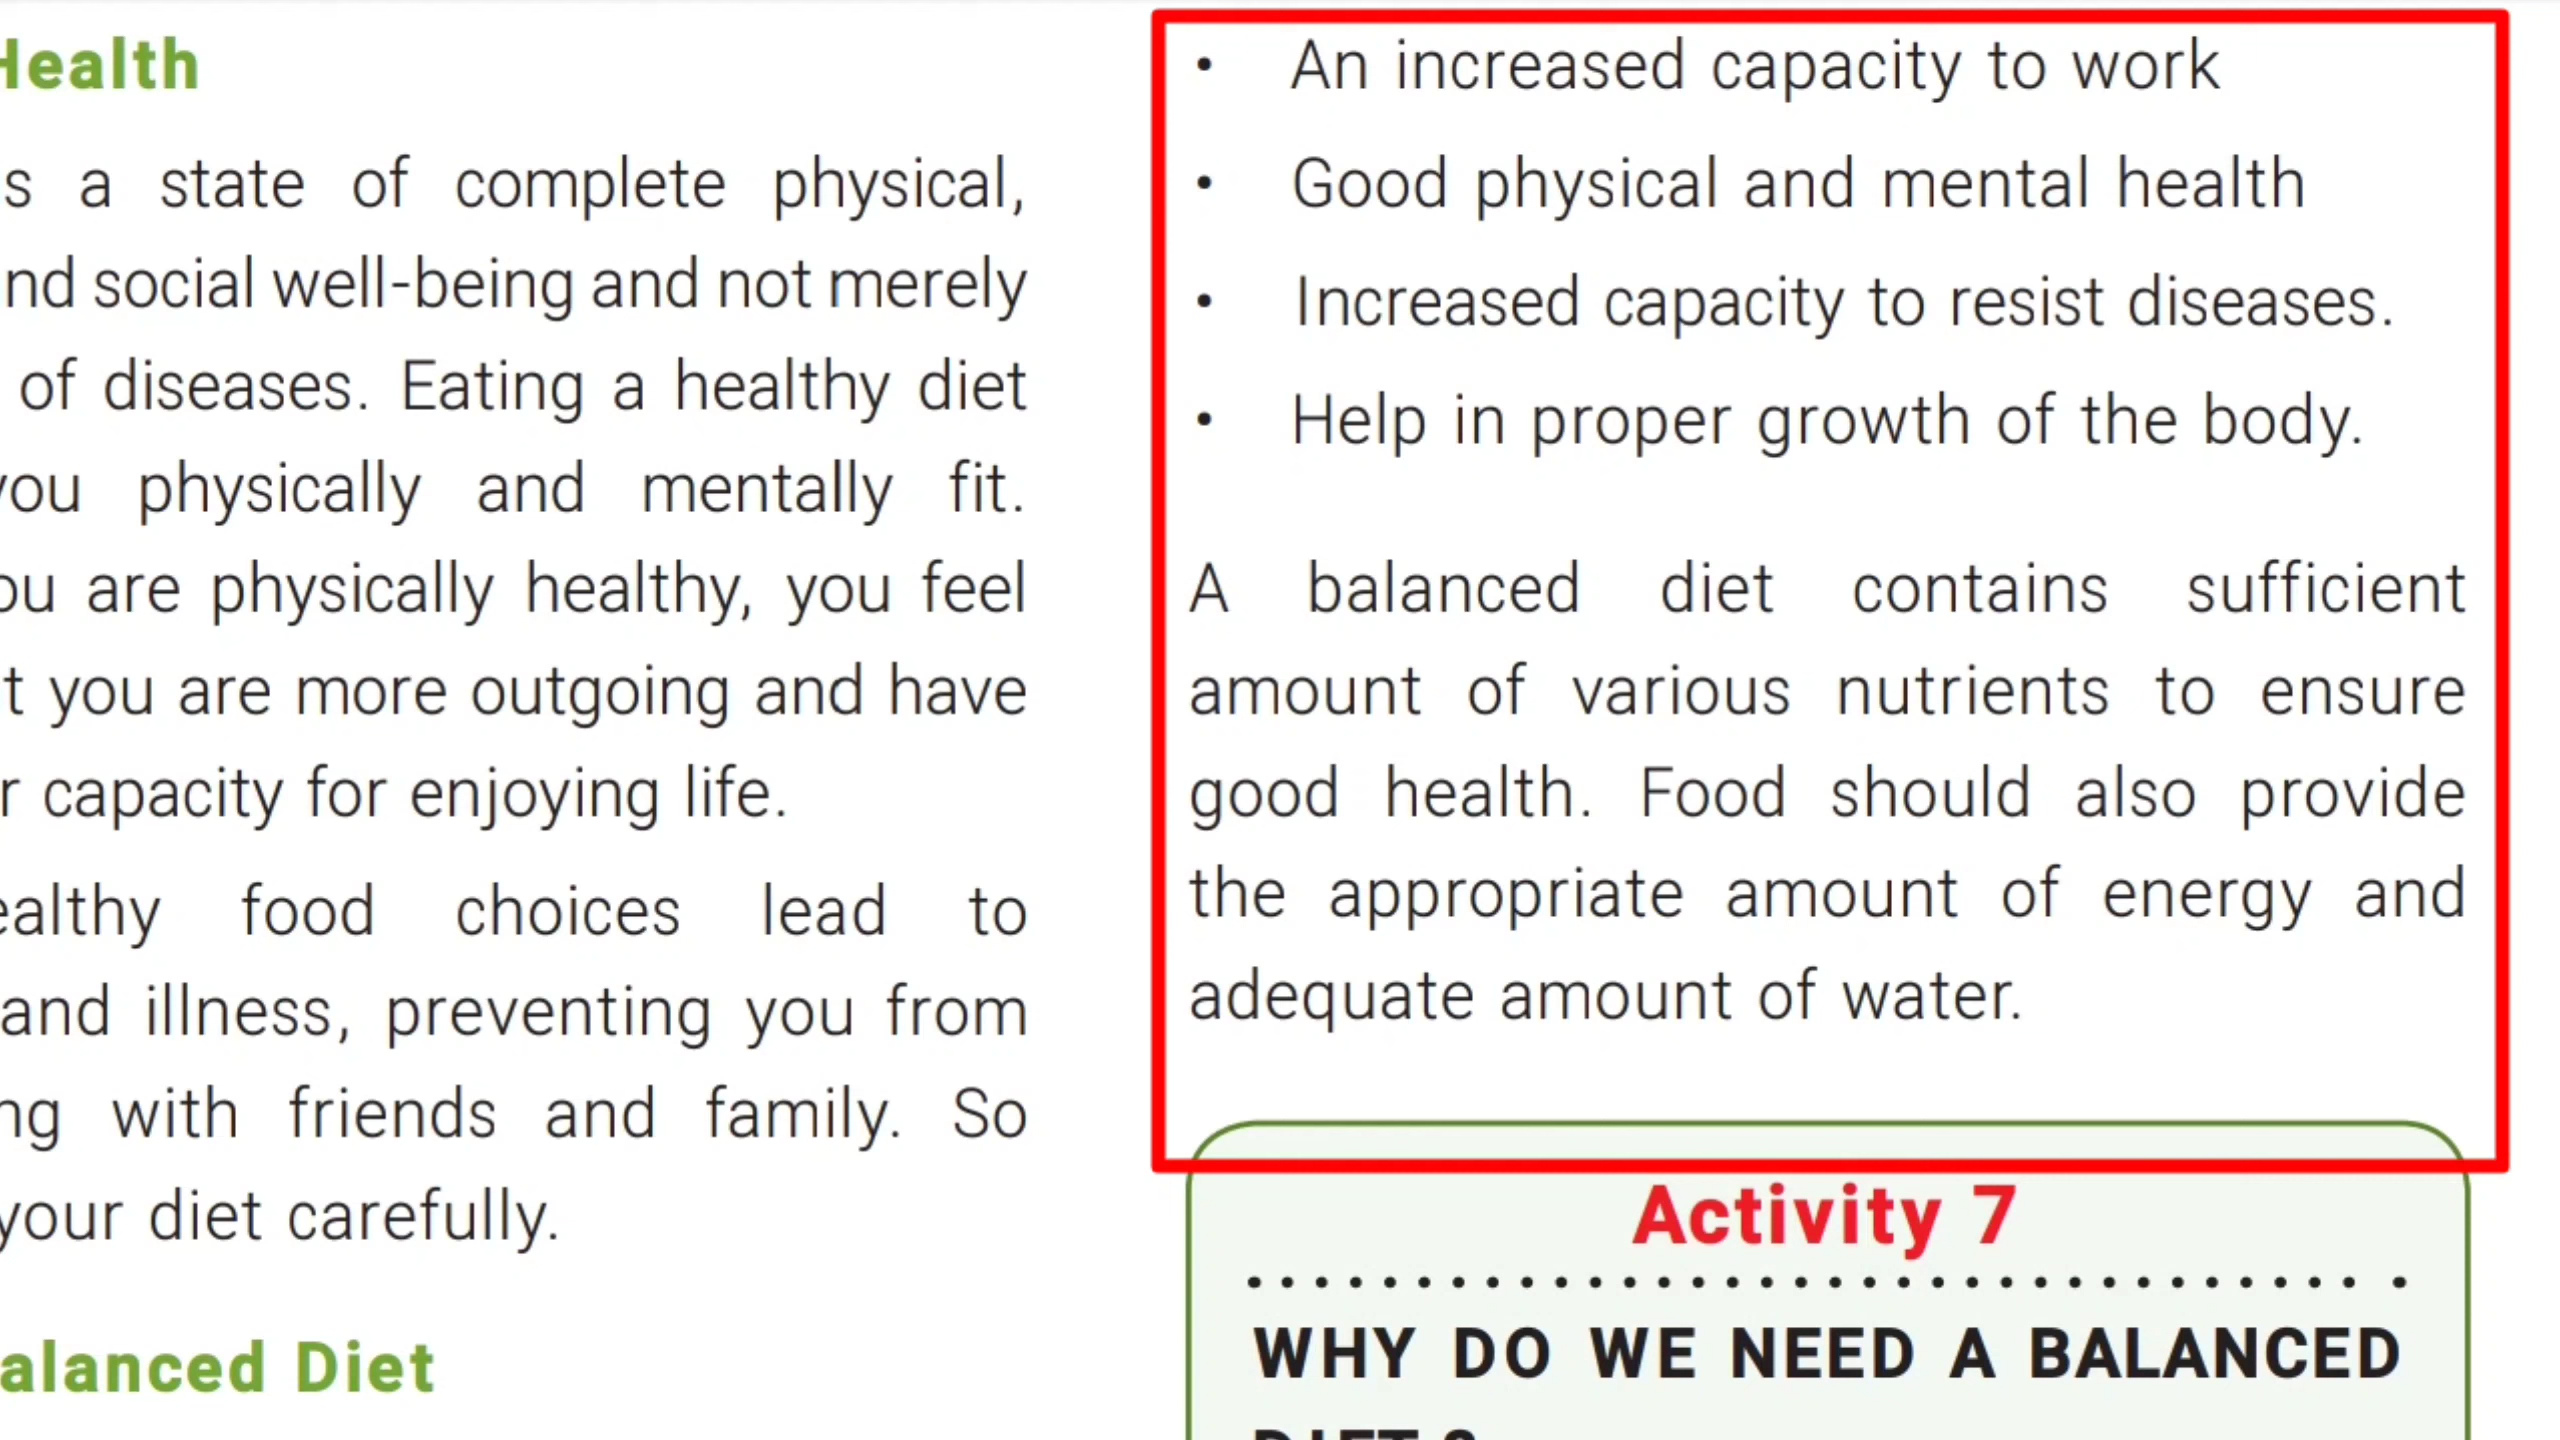 Health
s a state of complete physical,
nd social well-being and not merely
of diseases. Eating a healthy diet
you physically and mentally fit.
ou are physically healthy, you feel
t you are more outgoing and have
r capacity for enjoying life.
ealthy food choices lead to
and illness, preventing you from
ng with friends and family. So
your diet carefully.
alanced Diet
• An increased capacity to work
• Good physical and mental health
• Increased capacity to resist diseases.
• Help in proper growth of the body.
A balanced diet contains sufficient
amount of various nutrients to ensure
good health. Food should also provide
the appropriate amount of energy and
adequate amount of water.
Activity 7
WHY DO WE NEED A BALANCED
DIET?